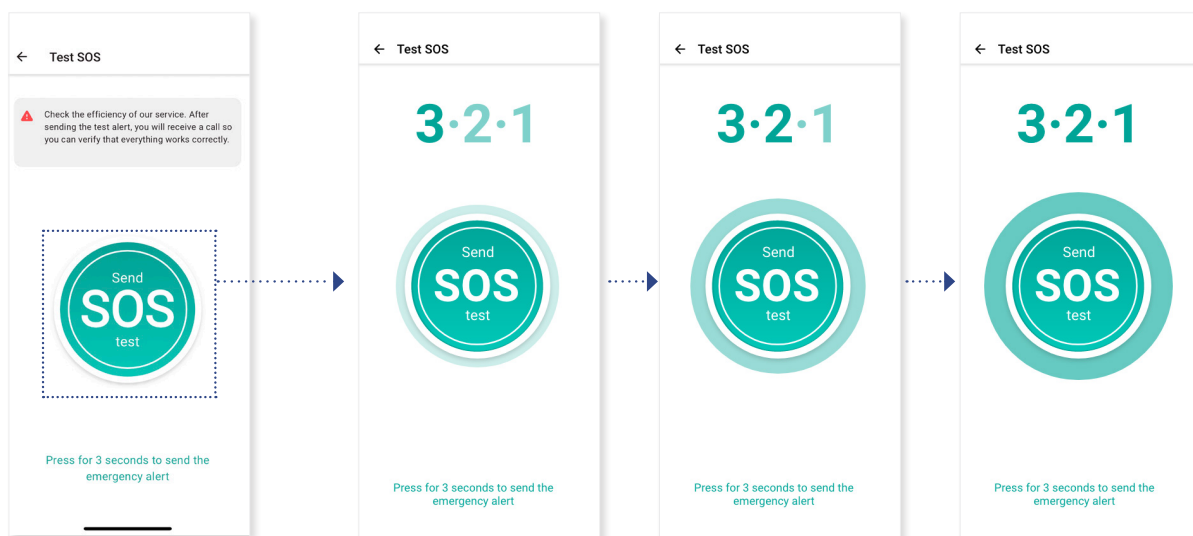 Test SOS
Check the efficiency of our service. After
sending the test alert, you will receive a call so
you can verify that everything works correctly.
Send
SOS
test
Press for 3 seconds to send the
emergency alert
Test SOS
3·2·1
Send
SOS
test
Press for 3 seconds to send the
emergency alert
Test SOS
3·2·1
Send
SOS
test
Press for 3 seconds to send the
emergency alert
Test SOS
3·2·1
Send
SOS
test
Press for 3 seconds to send the
emergency alert